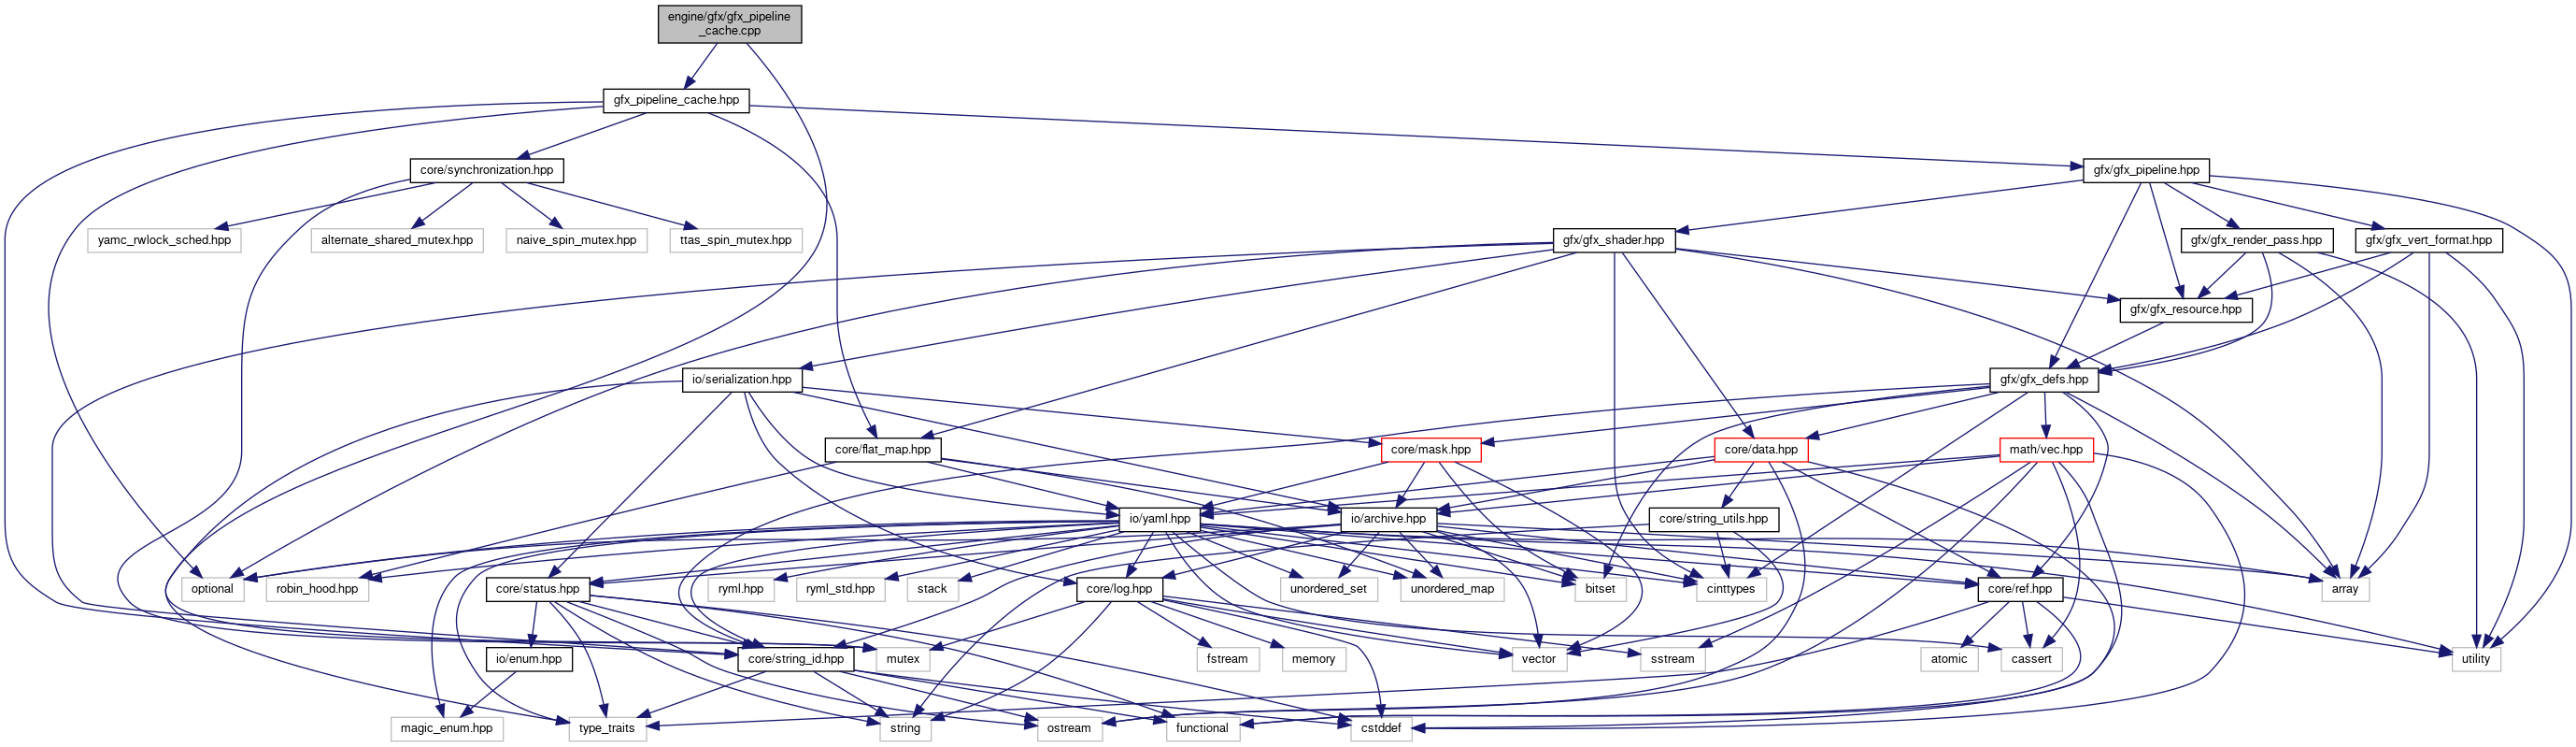 engine/gfx/gfx_pipeline
_cache.cpp
gfx_pipeline_cache.hpp
core/synchronization.hpp
gfx/gfx_pipeline.hpp
yamc_rwlock_sched.hpp
alternate_shared_mutex.hpp
naive_spin_mutex.hpp
ttas_spin_mutex.hpp
gfx/gfx_shader.hpp
gfx/gfx_render_pass.hpp
gfx/gfx_vert_format.hpp
gfx/gfx_resource.hpp
io/serialization.hpp
gfx/gfx_defs.hpp
core/flat_map.hpp
core/mask.hpp
core/data.hpp
math/vec.hpp
io/yaml.hpp
io/archive.hpp
core/string_utils.hpp
optional
robin_hood.hpp
core/status.hpp
ryml.hpp
ryml_std.hpp
stack
core/log.hpp
unordered_set
unordered_map
bitset
cinttypes
core/ref.hpp
array
io/enum.hpp
core/string_id.hpp
mutex
fstream
memory
vector
sstream
atomic
cassert
utility
magic_enum.hpp
type_traits
string
ostream
functional
cstddef